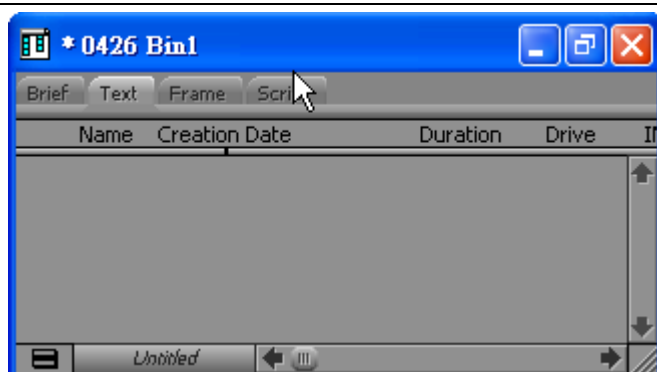 * 0426 Bin1
Brief Text Frame
Name Creation Date Duration Drive
Untitled